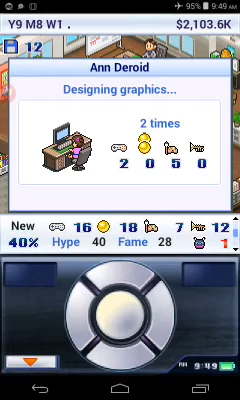 95% 9:49 AM
Y9 M8 W1 . $2,103.6K
12
Ann Deroid
Designing graphics...
2 times
2 0 5 0
New 16 18 7 12
40% Hype 40 Fame 28 1
AM 9:49